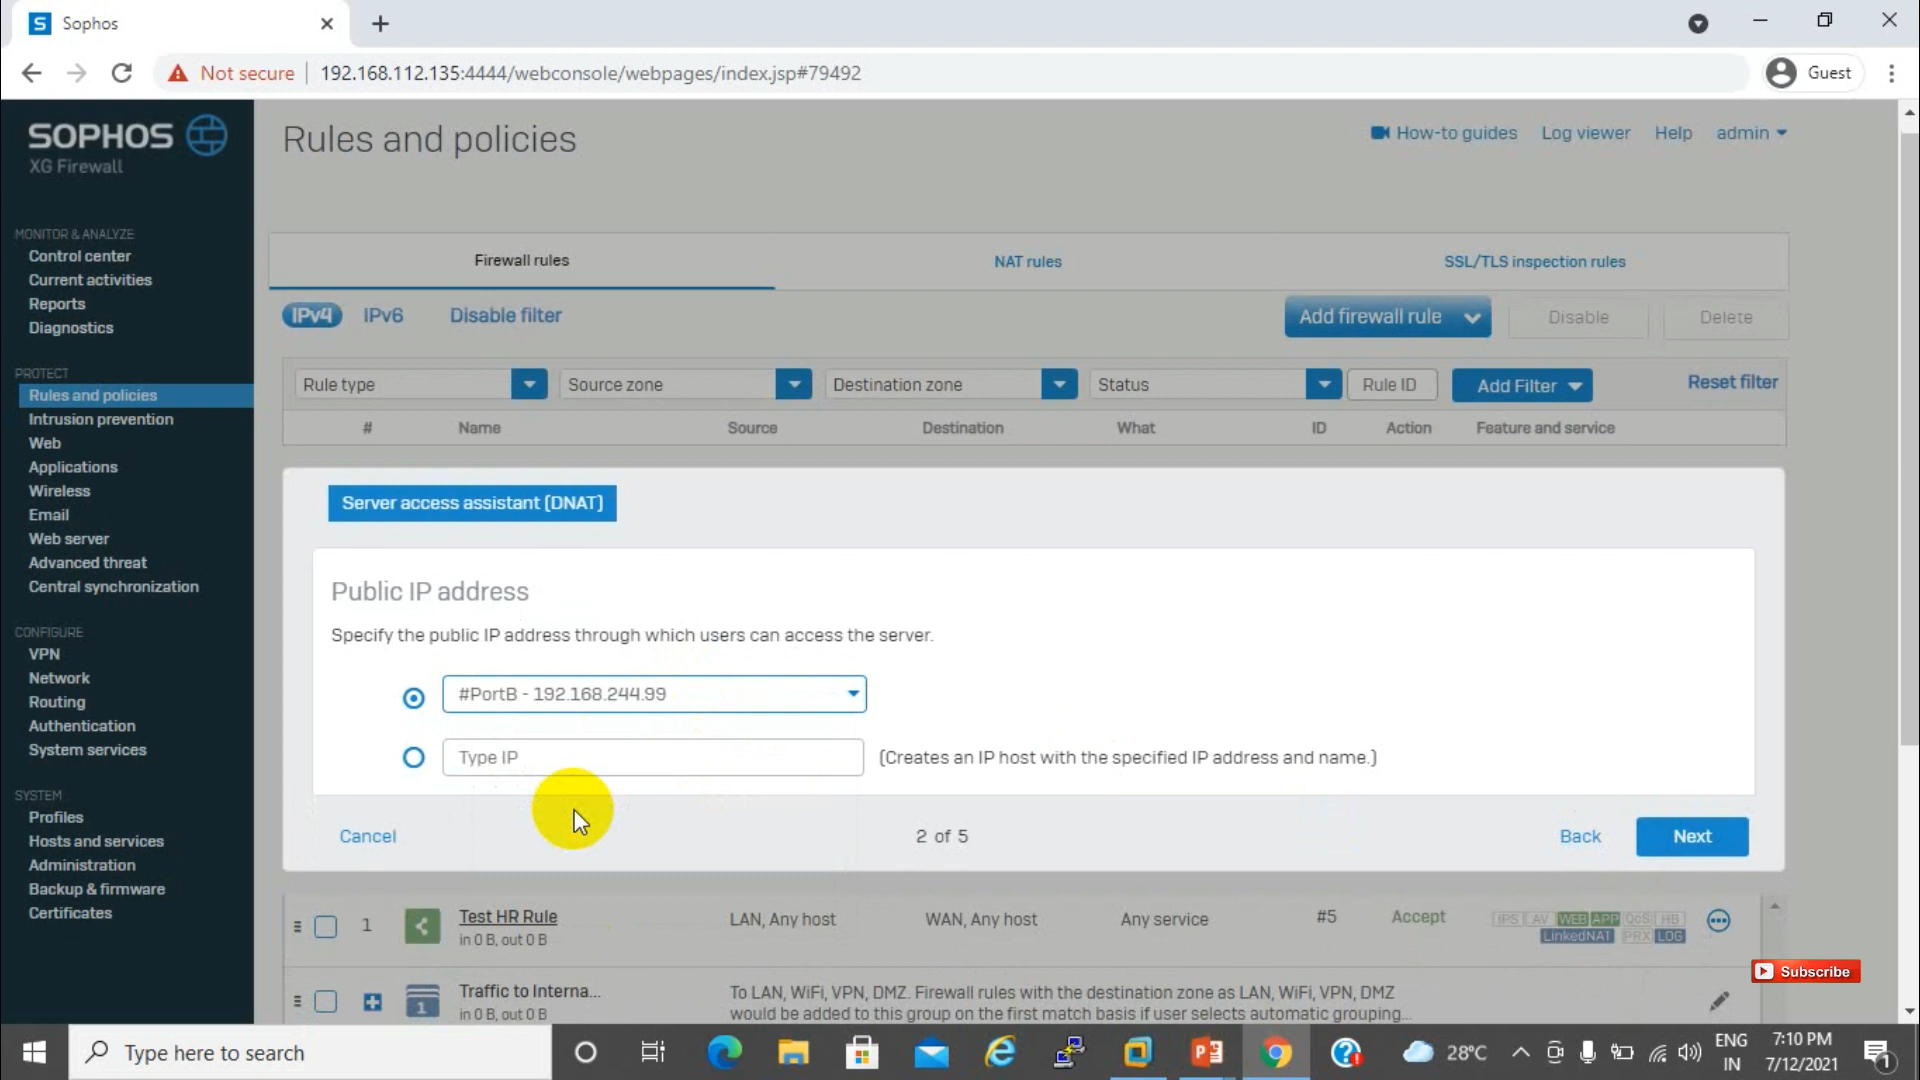 S Sophos
Not secure 192.168.112.135:4444/webconsole/webpages/index.jsp#79492 Guest
SOPHOS
XG Firewall
Rules and policies
How-to guides Log viewer Help admin
MONITOR & ANALYZE
Control center
Current activities
Reports
Diagnostics
PROTECT
Rules and policies
Intrusion prevention
Web
Applications
Wireless
Email
Web server
Advanced threat
Central synchronization
CONFIGURE
VPN
Network
Routing
Authentication
System services
SYSTEM
Profiles
Hosts and services
Administration
Backup & firmware
Certificates
Firewall rules NAT rules SSL/TLS inspection rules
IPv4 IPv6 Disable filter Add firewall rule Disable Delete
Rule type Source zone Destination zone Status Rule ID Add Filter Reset filter
# Name Source Destination What ID Action Feature and service
Server access assistant (DNAT)
Public IP address
Specify the public IP address through which users can access the server.
#PortB - 192.168.244.99
Type IP (Creates an IP host with the specified IP address and name.)
Cancel 2 of 5 Back Next
1 Test HR Rule LAN, Any host WAN, Any host Any service #5 Accept IPS AV WEB APP QoS HB
in 0 B, out 0 B LinkedNAT PRX LOG
Subscribe
1 Traffic to Interna... To LAN, WiFi, VPN, DMZ. Firewall rules with the destination zone as LAN, WiFi, VPN, DMZ
in 0 B, out 0 B would be added to this group on the first match basis if user selects automatic grouping...
Type here to search 28°C ENG 7:10 PM
IN 7/12/2021 1